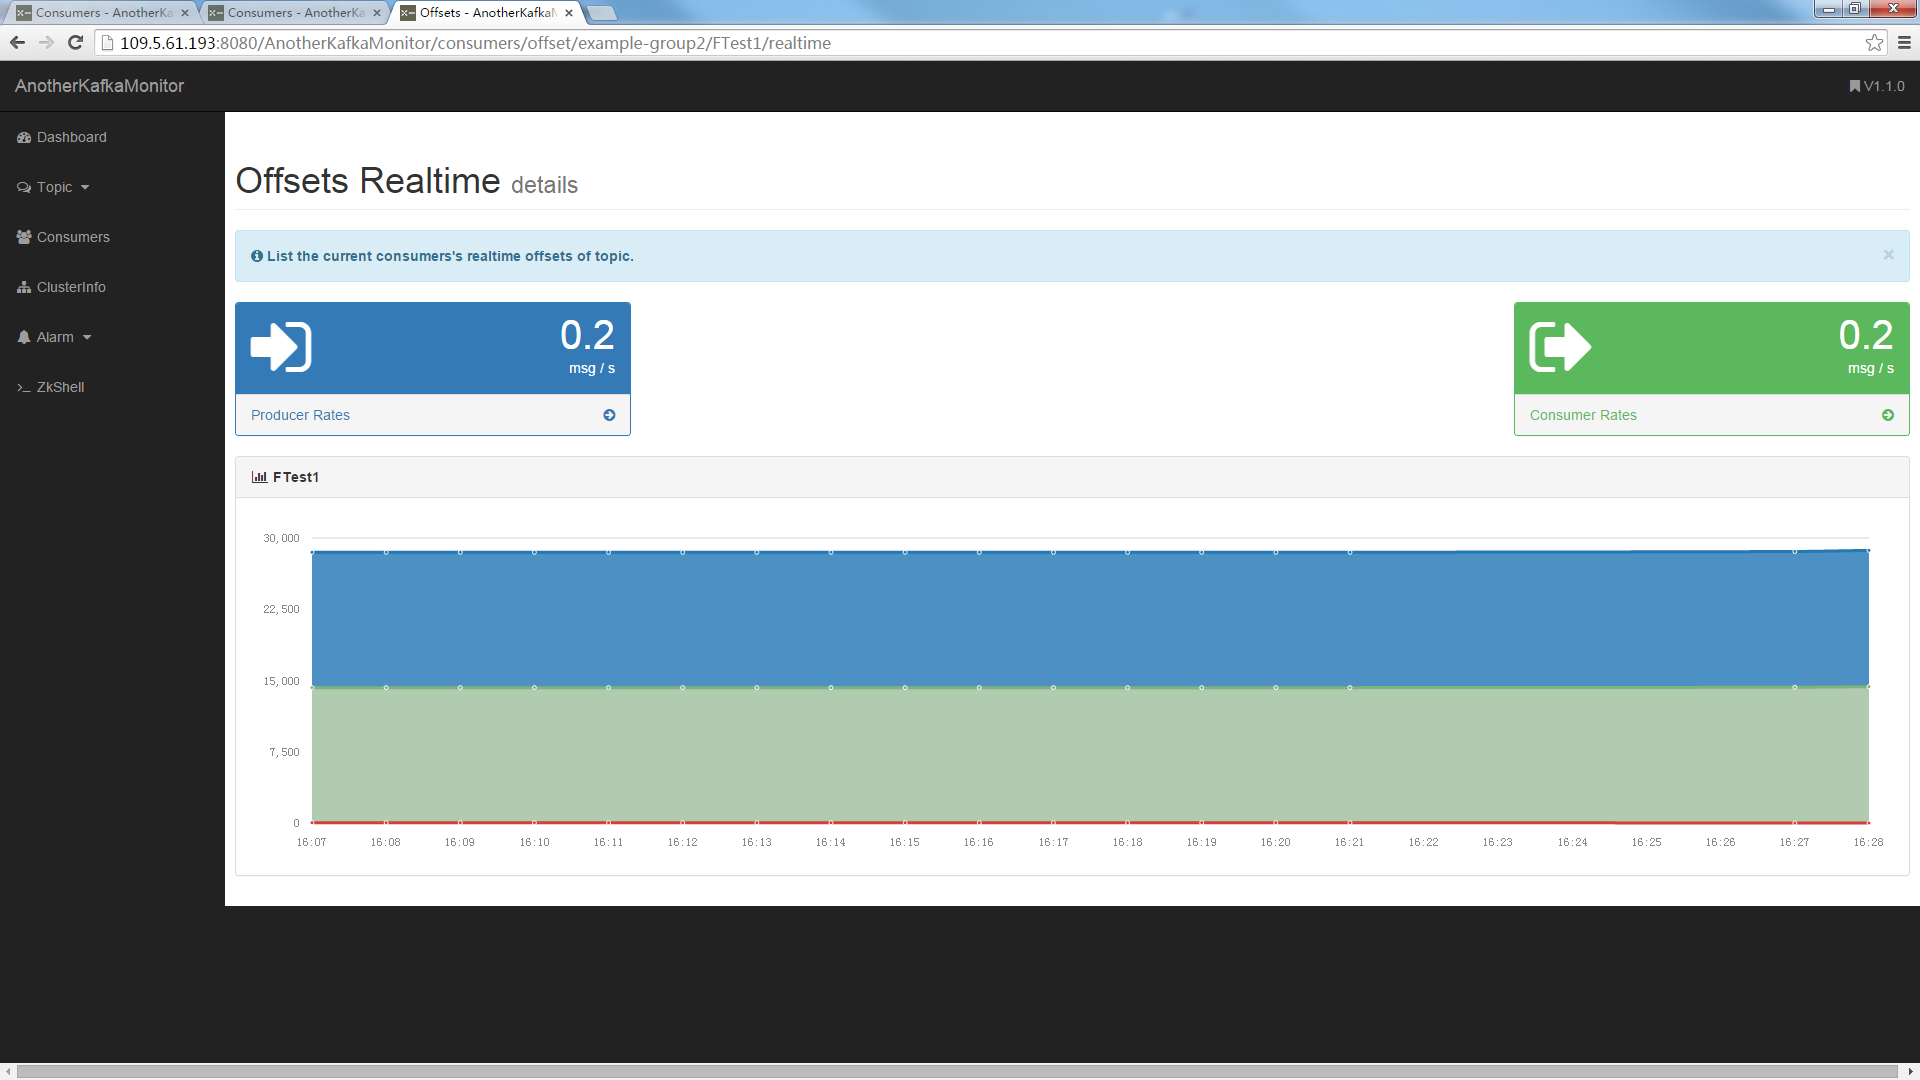 Consumers - AnotherKa
Consumers - AnotherKa
Offsets - AnotherKafkaM
109.5.61.193:8080/AnotherKafkaMonitor/consumers/offset/example-group2/FTest1/realtime
AnotherKafkaMonitor
V1.1.0
Dashboard
Topic
Consumers
ClusterInfo
Alarm
ZkShell
Offsets Realtime details
List the current consumers's realtime offsets of topic.
0.2
msg / s
Producer Rates
0.2
msg / s
Consumer Rates
FTest1
30,000
22,500
15,000
7,500
0
16:07 16:08 16:09 16:10 16:11 16:12 16:13 16:14 16:15 16:16 16:17 16:18 16:19 16:20 16:21 16:22 16:23 16:24 16:25 16:26 16:27 16:28